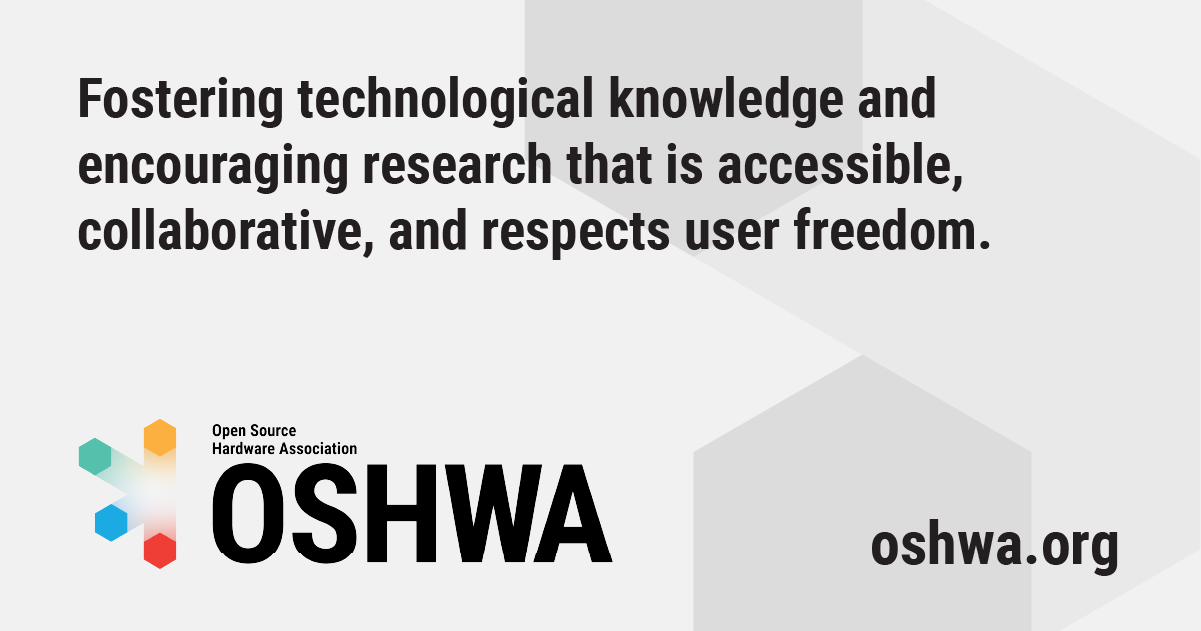 Fostering technological knowledge and
encouraging research that is accessible,
collaborative, and respects user freedom.
Open Source
Hardware Association
OSHWA
oshwa.org